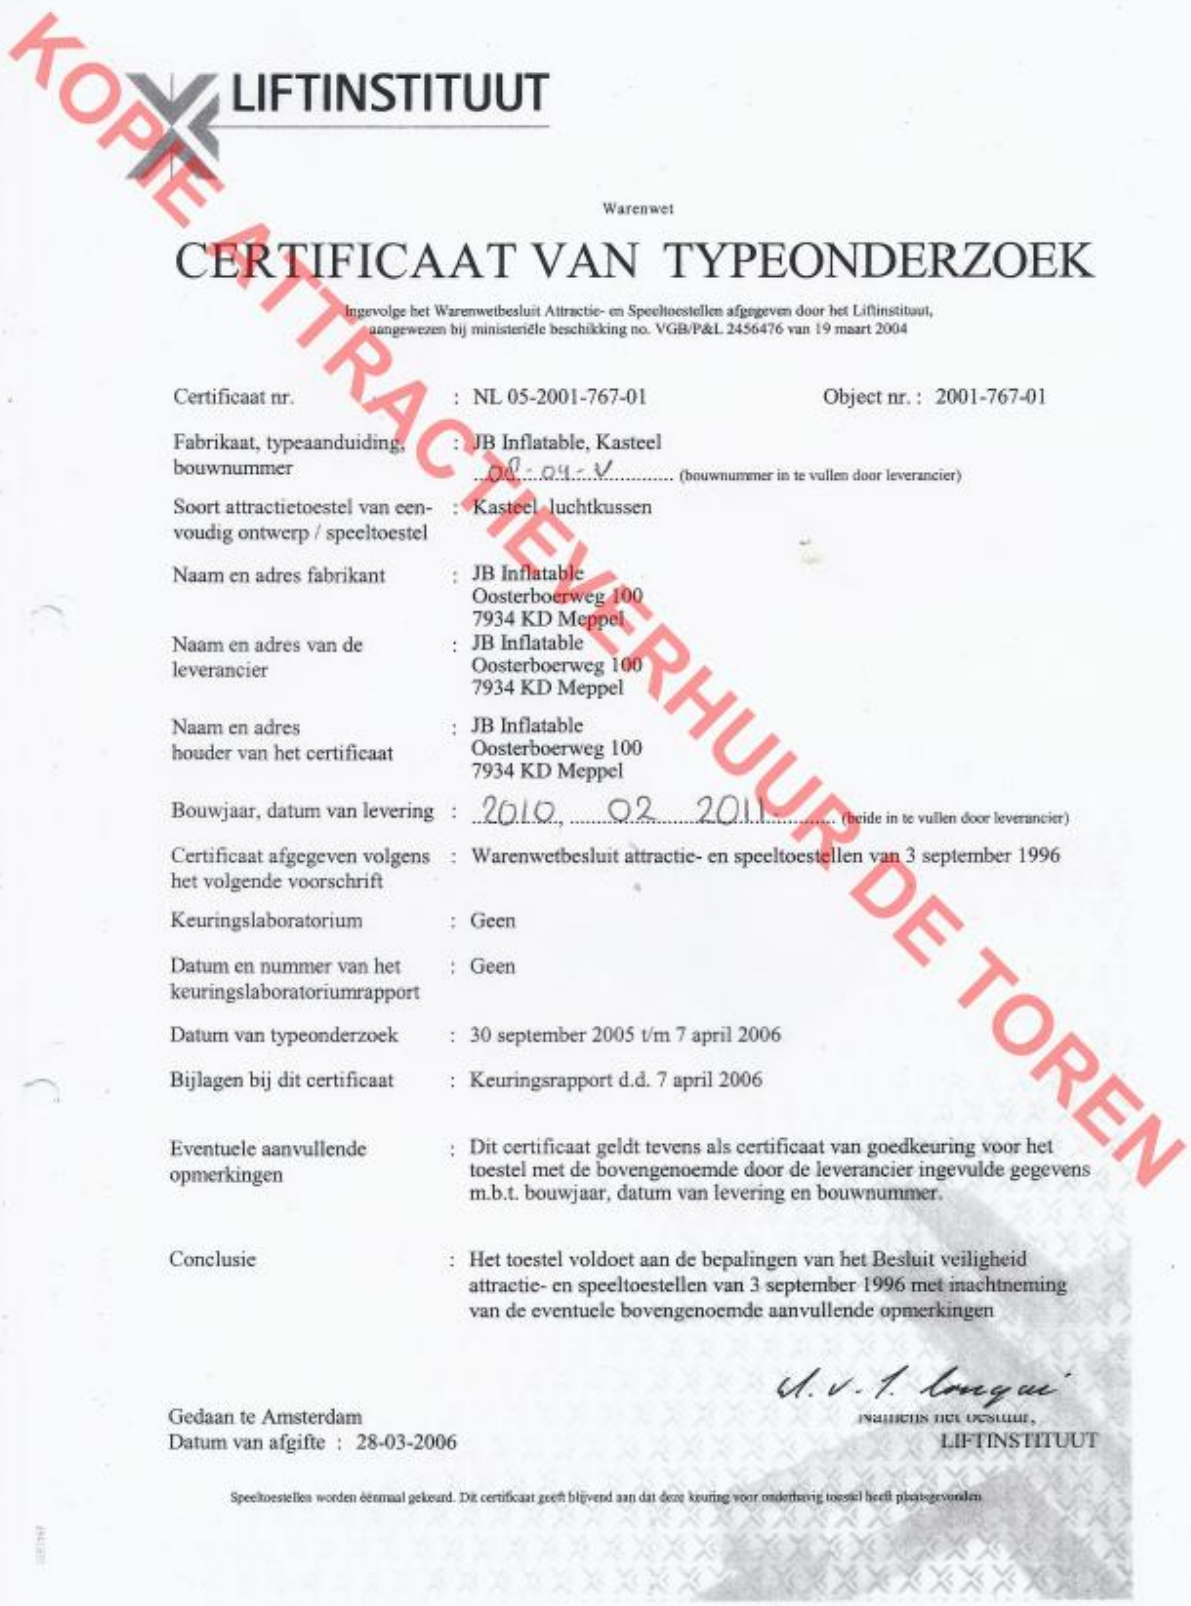 LIFTINSTITUUT
Warenwet
CERTIFICAAT VAN TYPEONDERZOEK
Ingevolge het Warenwetbesluit Attractie- en Speeltoestellen afgegeven door het Liftinstituut,
aangewezen bij ministeriële beschikking no. VGB/P&L 2456476 van 19 maart 2004
Certificaat nr. : NL 05-2001-767-01 Object nr. : 2001-767-01
Fabrikaat, typeaanduiding, : JB Inflatable, Kasteel
bouwnummer 08-04-V (bouwnummer in te vullen door leverancier)
Soort attractietoestel van een- : Kasteel luchtkussen
voudig ontwerp / speeltoestel
Naam en adres fabrikant : JB Inflatable
Oosterboerweg 100
7934 KD Meppel
Naam en adres van de : JB Inflatable
leverancier Oosterboerweg 100
7934 KD Meppel
Naam en adres : JB Inflatable
houder van het certificaat Oosterboerweg 100
7934 KD Meppel
Bouwjaar, datum van levering : 2010, 02 2011 (beide in te vullen door leverancier)
Certificaat afgegeven volgens : Warenwetbesluit attractie- en speeltoestellen van 3 september 1996
het volgende voorschrift
Keuringslaboratorium : Geen
Datum en nummer van het : Geen
keuringslaboratoriumrapport
Datum van typeonderzoek : 30 september 2005 t/m 7 april 2006
Bijlagen bij dit certificaat : Keuringsrapport d.d. 7 april 2006
Eventuele aanvullende : Dit certificaat geldt tevens als certificaat van goedkeuring voor het
opmerkingen toestel met de bovengenoemde door de leverancier ingevulde gegevens
m.b.t. bouwjaar, datum van levering en bouwnummer.
Conclusie : Het toestel voldoet aan de bepalingen van het Besluit veiligheid
attractie- en speeltoestellen van 3 september 1996 met inachtneming
van de eventuele bovengenoemde aanvullende opmerkingen
Gedaan te Amsterdam Namens het bestuur,
Datum van afgifte : 28-03-2006 LIFTINSTITUUT
Speeltoestellen worden éénmaal gekeurd. Dit certificaat geeft blijvend aan dat deze keuring voor onderhavig toestel heeft plaatsgevonden
KOPIE ATTRACTIEVERHUUR DE TOREN